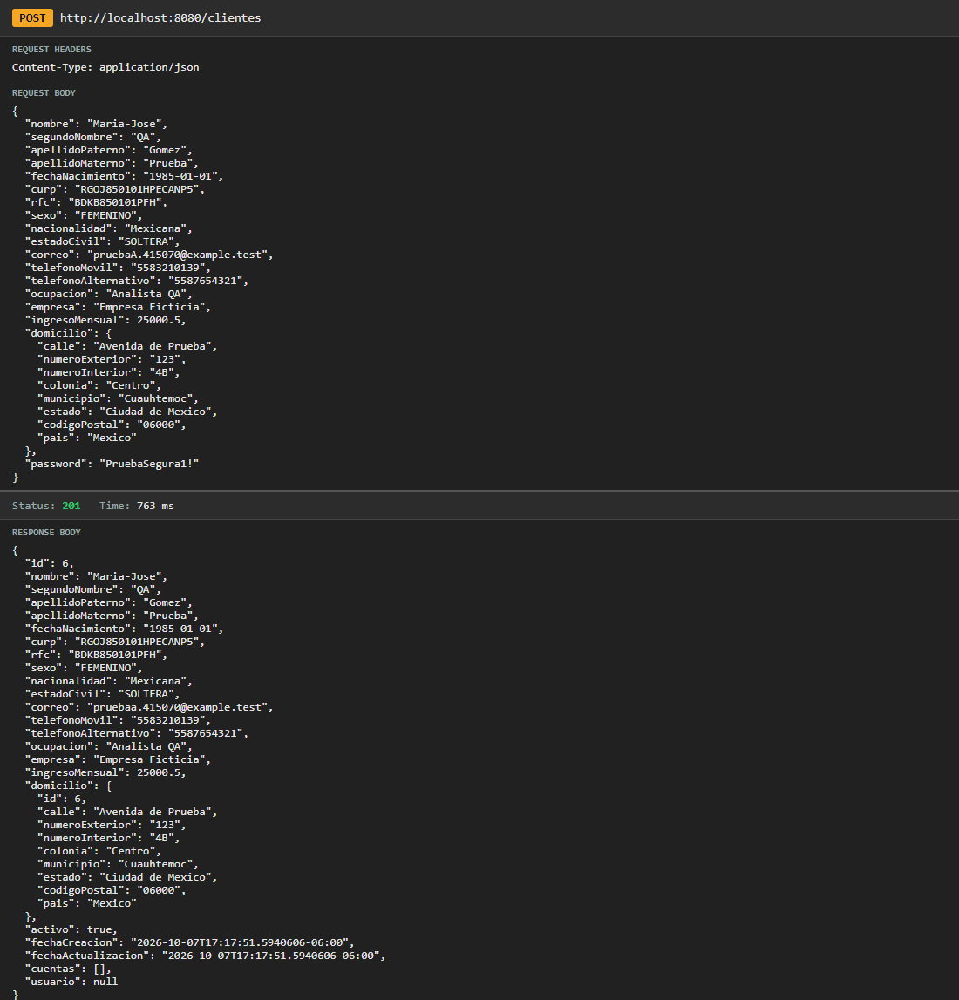 POST http://localhost:8080/clientes
REQUEST HEADERS
Content-Type: application/json
REQUEST BODY
{
  "nombre": "Maria-Jose",
  "segundoNombre": "QA",
  "apellidoPaterno": "Gomez",
  "apellidoMaterno": "Prueba",
  "fechaNacimiento": "1985-01-01",
  "curp": "RGOJ850101HPECANP5",
  "rfc": "BDKB850101PFH",
  "sexo": "FEMENINO",
  "nacionalidad": "Mexicana",
  "estadoCivil": "SOLTERA",
  "correo": "pruebaA.415070@example.test",
  "telefonoMovil": "5583210139",
  "telefonoAlternativo": "5587654321",
  "ocupacion": "Analista QA",
  "empresa": "Empresa Ficticia",
  "ingresoMensual": 25000.5,
  "domicilio": {
    "calle": "Avenida de Prueba",
    "numeroExterior": "123",
    "numeroInterior": "4B",
    "colonia": "Centro",
    "municipio": "Cuauhtemoc",
    "estado": "Ciudad de Mexico",
    "codigoPostal": "06000",
    "pais": "Mexico"
  },
  "password": "PruebaSegura1!"
}
Status: 201 Time: 763 ms
RESPONSE BODY
{
  "id": 6,
  "nombre": "Maria-Jose",
  "segundoNombre": "QA",
  "apellidoPaterno": "Gomez",
  "apellidoMaterno": "Prueba",
  "fechaNacimiento": "1985-01-01",
  "curp": "RGOJ850101HPECANP5",
  "rfc": "BDKB850101PFH",
  "sexo": "FEMENINO",
  "nacionalidad": "Mexicana",
  "estadoCivil": "SOLTERA",
  "correo": "pruebaa.415070@example.test",
  "telefonoMovil": "5583210139",
  "telefonoAlternativo": "5587654321",
  "ocupacion": "Analista QA",
  "empresa": "Empresa Ficticia",
  "ingresoMensual": 25000.5,
  "domicilio": {
    "id": 6,
    "calle": "Avenida de Prueba",
    "numeroExterior": "123",
    "numeroInterior": "4B",
    "colonia": "Centro",
    "municipio": "Cuauhtemoc",
    "estado": "Ciudad de Mexico",
    "codigoPostal": "06000",
    "pais": "Mexico"
  },
  "activo": true,
  "fechaCreacion": "2026-10-07T17:17:51.5940606-06:00",
  "fechaActualizacion": "2026-10-07T17:17:51.5940606-06:00",
  "cuentas": [],
  "usuario": null
}